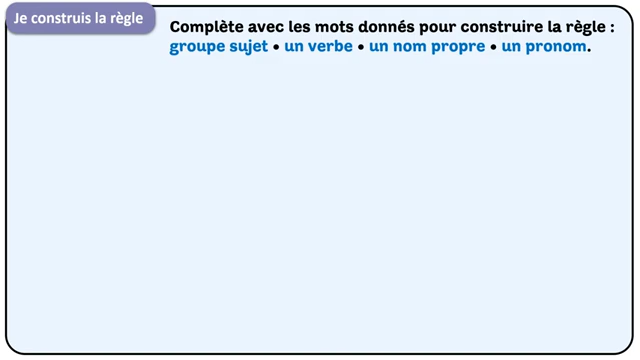 Je construis la règle
Complète avec les mots donnés pour construire la règle :
groupe sujet • un verbe • un nom propre • un pronom.